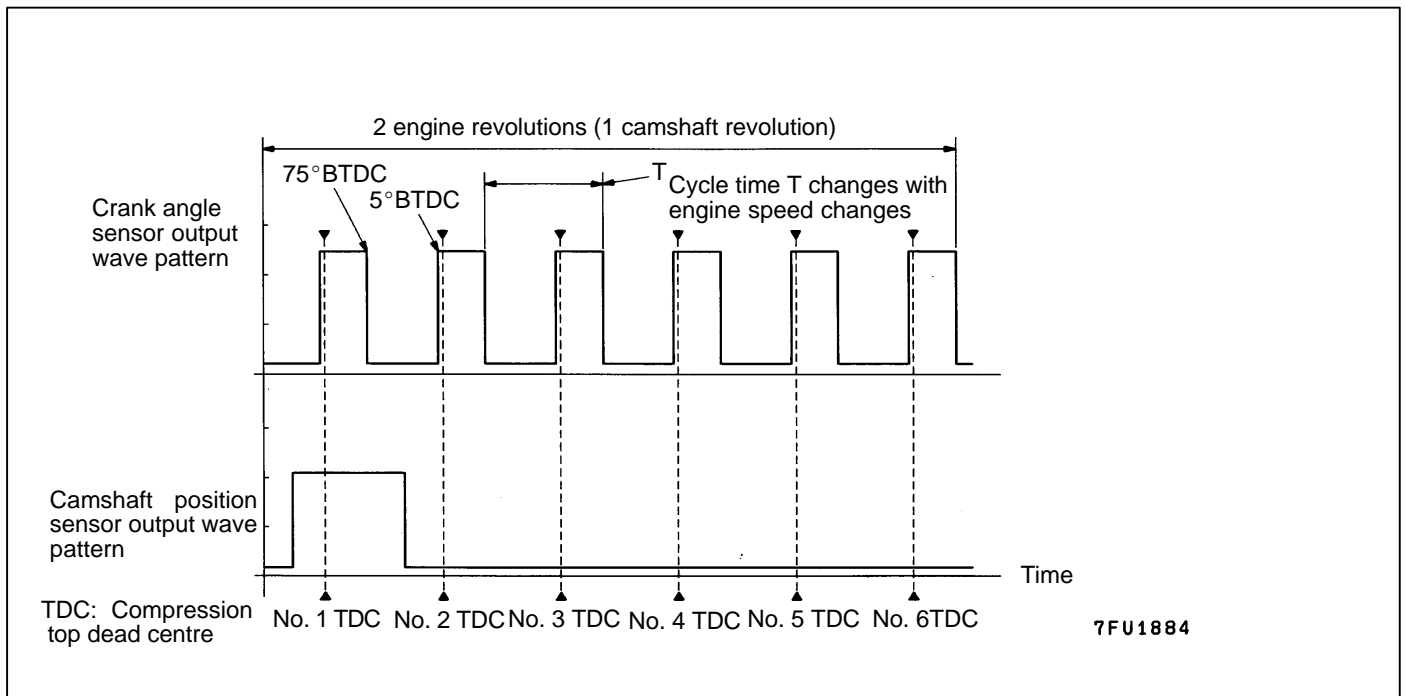 2 engine revolutions (1 camshaft revolution)
75°BTDC
5°BTDC
T
Cycle time T changes with
engine speed changes
Crank angle
sensor output
wave pattern
Camshaft position
sensor output wave
pattern
Time
TDC: Compression
top dead centre
No. 1 TDC
No. 2 TDC
No. 3 TDC
No. 4 TDC
No. 5 TDC
No. 6TDC
7FU1884